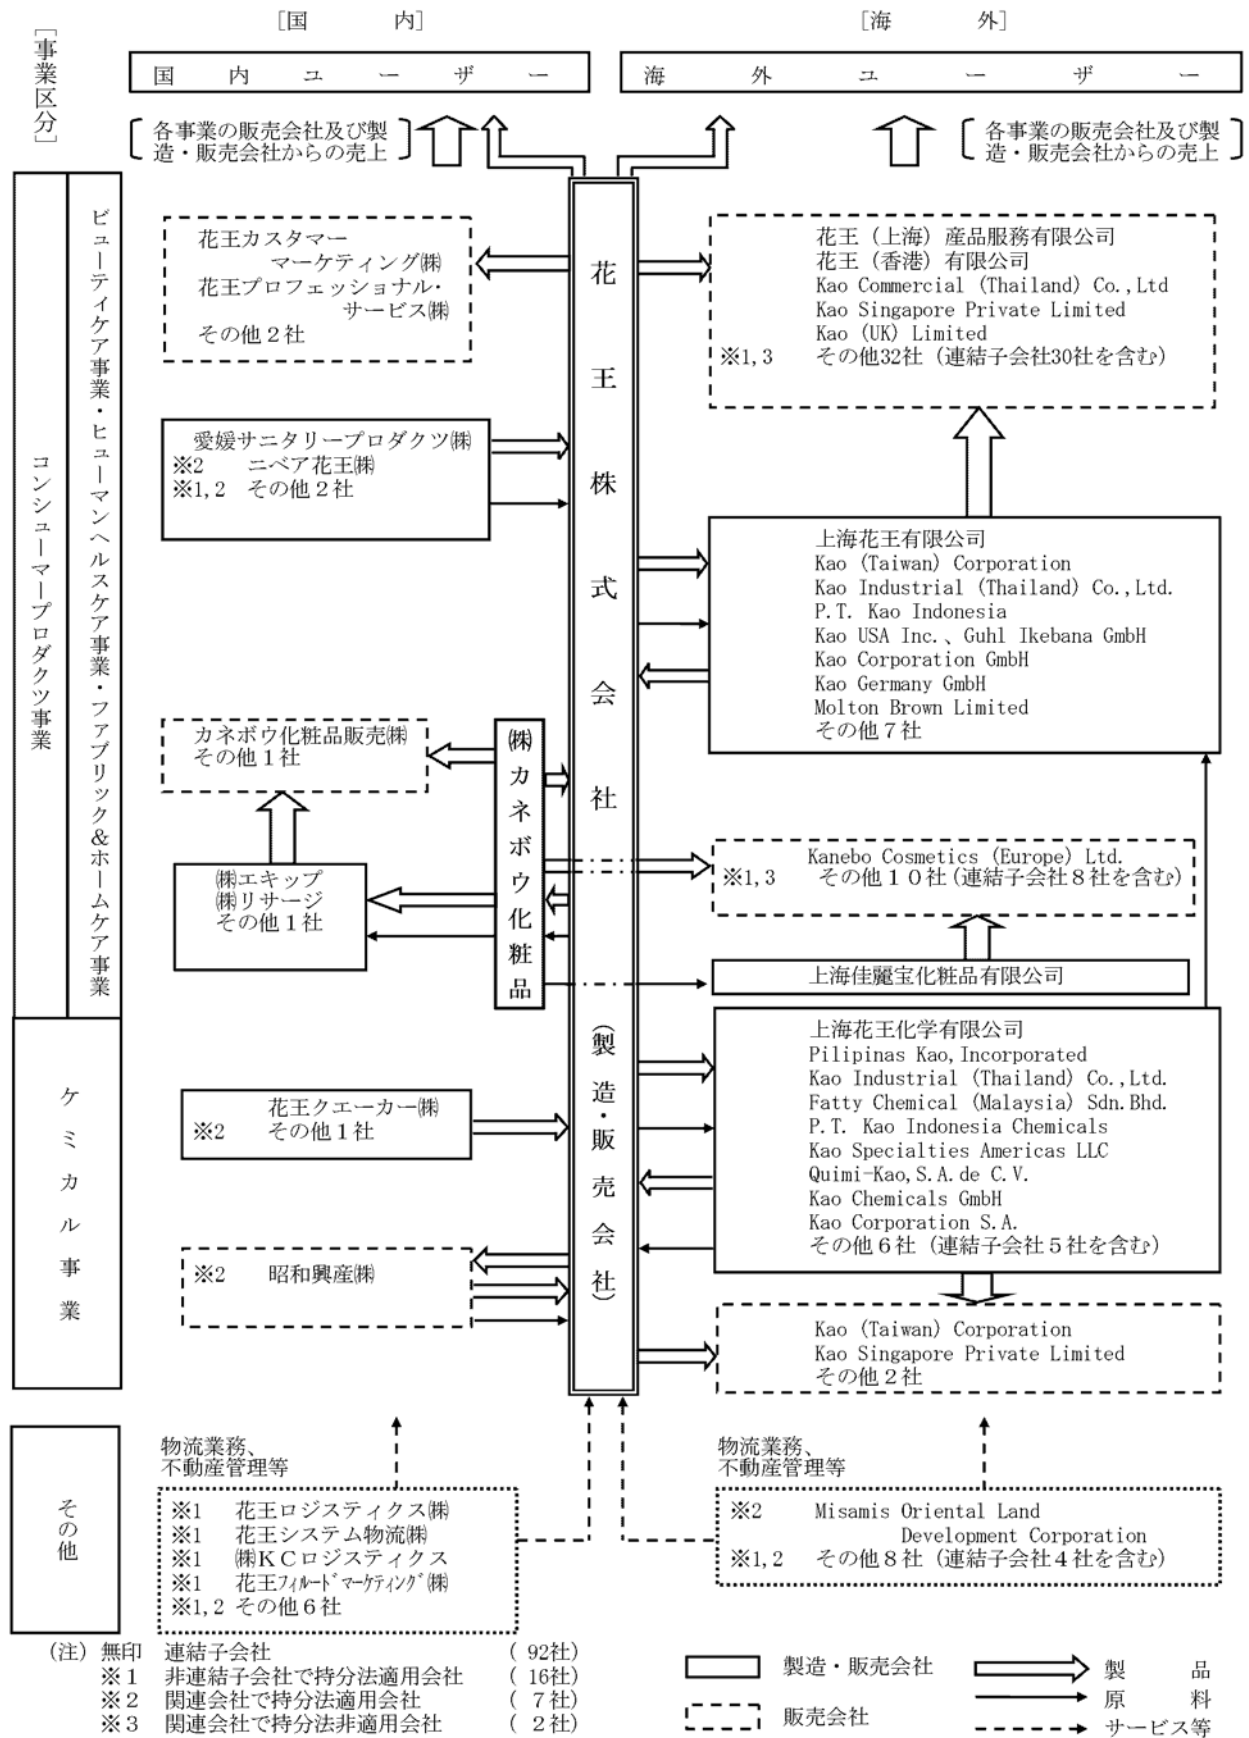 ［国　内］
［海　外］
［事業区分］
国内ユーザー
海外ユーザー
各事業の販売会社及び製
造・販売会社からの売上
各事業の販売会社及び製
造・販売会社からの売上
コンシューマープロダクツ事業
ビューティケア事業・ヒューマンヘルスケア事業・ファブリック＆ホームケア事業
花王カスタマー
マーケティング㈱
花王プロフェッショナル・
サービス㈱
その他２社
愛媛サニタリープロダクツ㈱
※2　ニベア花王㈱
※1,2　その他２社
カネボウ化粧品販売㈱
その他１社
㈱エキップ
㈱リサージ
その他１社
㈱カネボウ化粧品
花王株式会社（製造・販売会社）
花王（上海）産品服務有限公司
花王（香港）有限公司
Kao Commercial (Thailand) Co.,Ltd
Kao Singapore Private Limited
Kao (UK) Limited
※1,3　その他32社（連結子会社30社を含む）
上海花王有限公司
Kao (Taiwan) Corporation
Kao Industrial (Thailand) Co.,Ltd.
P.T. Kao Indonesia
Kao USA Inc.、Guhl Ikebana GmbH
Kao Corporation GmbH
Kao Germany GmbH
Molton Brown Limited
その他７社
Kanebo Cosmetics (Europe) Ltd.
※1,3　その他１０社（連結子会社８社を含む）
上海佳麗宝化粧品有限公司
ケミカル事業
花王クエーカー㈱
※2　その他１社
※2　昭和興産㈱
上海花王化学有限公司
Pilipinas Kao,Incorporated
Kao Industrial (Thailand) Co.,Ltd.
Fatty Chemical (Malaysia) Sdn.Bhd.
P.T. Kao Indonesia Chemicals
Kao Specialties Americas LLC
Quimi-Kao,S.A.de C.V.
Kao Chemicals GmbH
Kao Corporation S.A.
その他６社（連結子会社５社を含む）
Kao (Taiwan) Corporation
Kao Singapore Private Limited
その他２社
その他
物流業務、
不動産管理等
※1　花王ロジスティクス㈱
※1　花王システム物流㈱
※1　㈱ＫＣロジスティクス
※1　花王ﾌｨｰﾙﾄﾞﾏｰｹﾃｨﾝｸﾞ㈱
※1,2 その他６社
物流業務、
不動産管理等
※2　Misamis Oriental Land
Development Corporation
※1,2　その他８社（連結子会社４社を含む）
（注）無印　連結子会社　（ 92社）
※１　非連結子会社で持分法適用会社　（ 16社）
※２　関連会社で持分法適用会社　（ ７社）
※３　関連会社で持分法非適用会社　（ ２社）
製造・販売会社
販売会社
製　品
原　料
サービス等